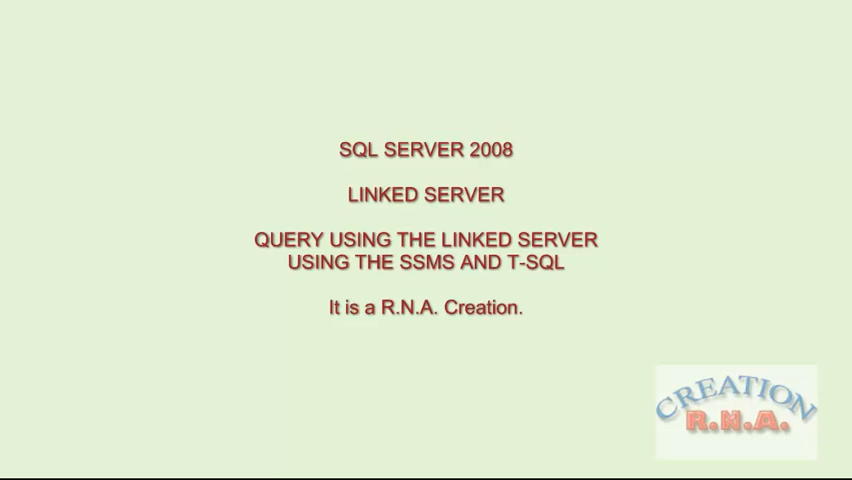 SQL SERVER 2008
LINKED SERVER
QUERY USING THE LINKED SERVER
USING THE SSMS AND T-SQL
It is a R.N.A. Creation.
CREATION
R.N.A.